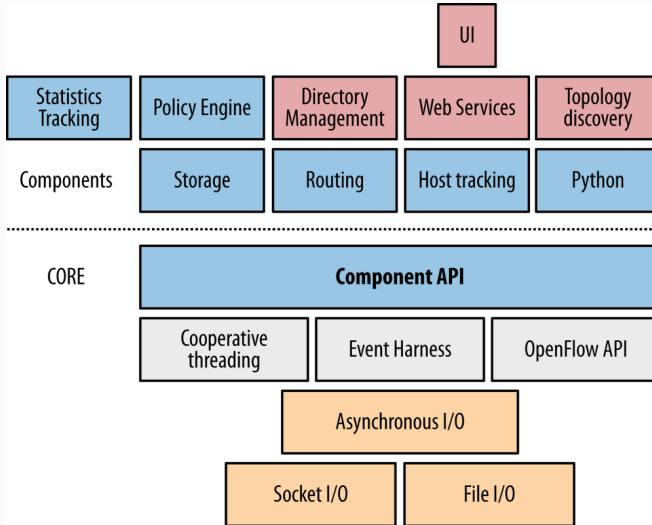 UI
Statistics
Tracking
Policy Engine
Directory
Management
Web Services
Topology
discovery
Components
Storage
Routing
Host tracking
Python
CORE
Component API
Cooperative
threading
Event Harness
OpenFlow API
Asynchronous I/O
Socket I/O
File I/O